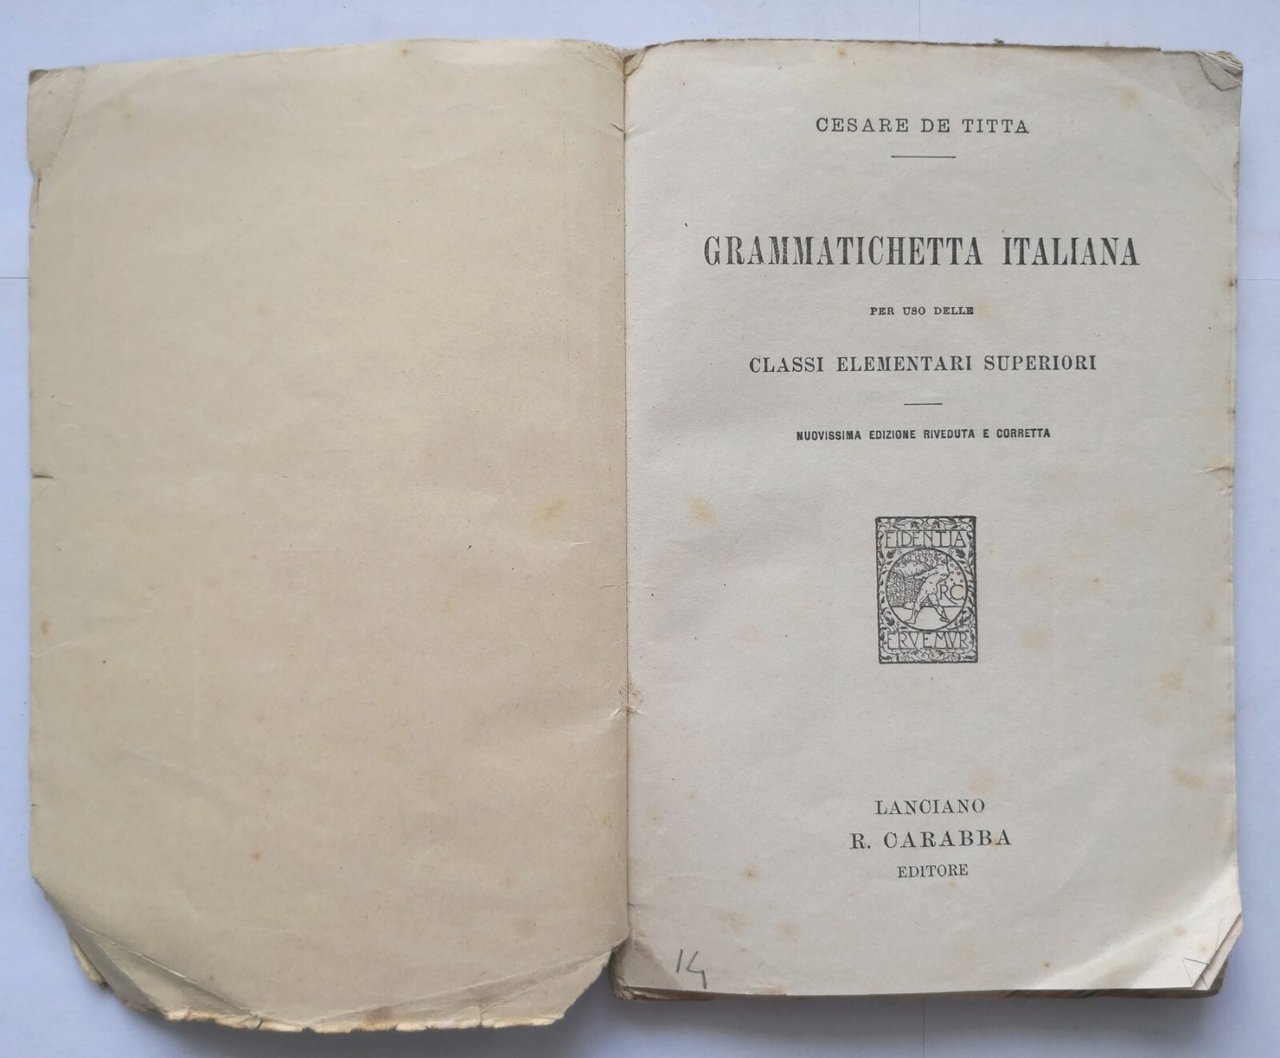 CESARE DE TITTA
GRAMMATICHETTA ITALIANA
PER USO DELLE
CLASSI ELEMENTARI SUPERIORI
NUOVISSIMA EDIZIONE RIVEDUTA E CORRETTA
FIDENTIA
RC
ERVEMVR
LANCIANO
R. CARABBA
EDITORE
14